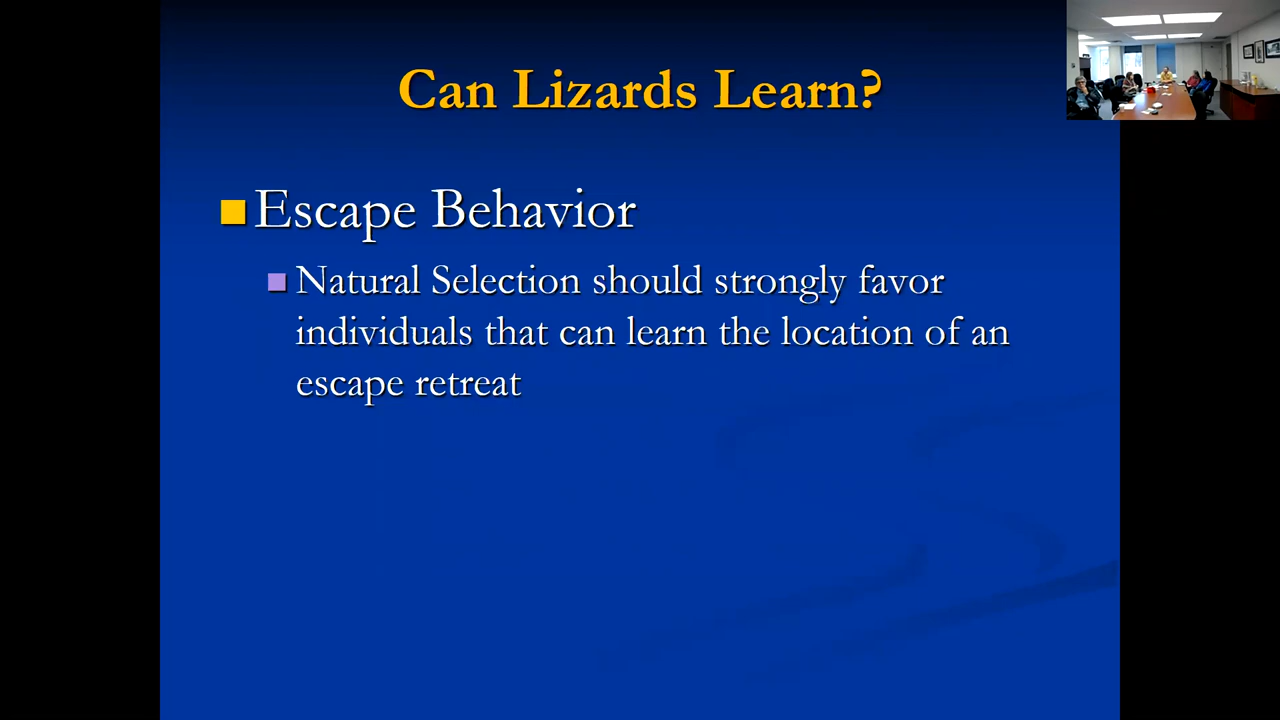 Can Lizards Learn?
Escape Behavior
Natural Selection should strongly favor
individuals that can learn the location of an
escape retreat